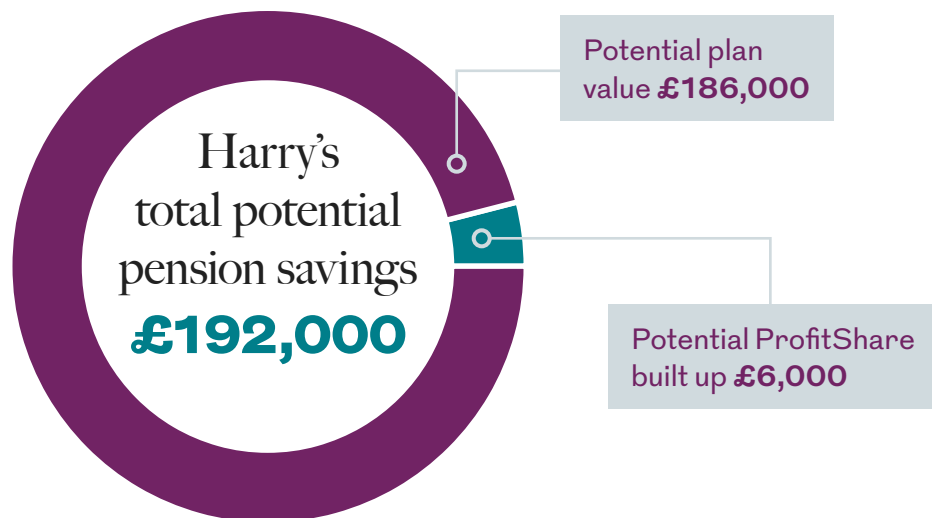 Potential plan
value £186,000
Harry’s
total potential
pension savings
£192,000
Potential ProfitShare
built up £6,000